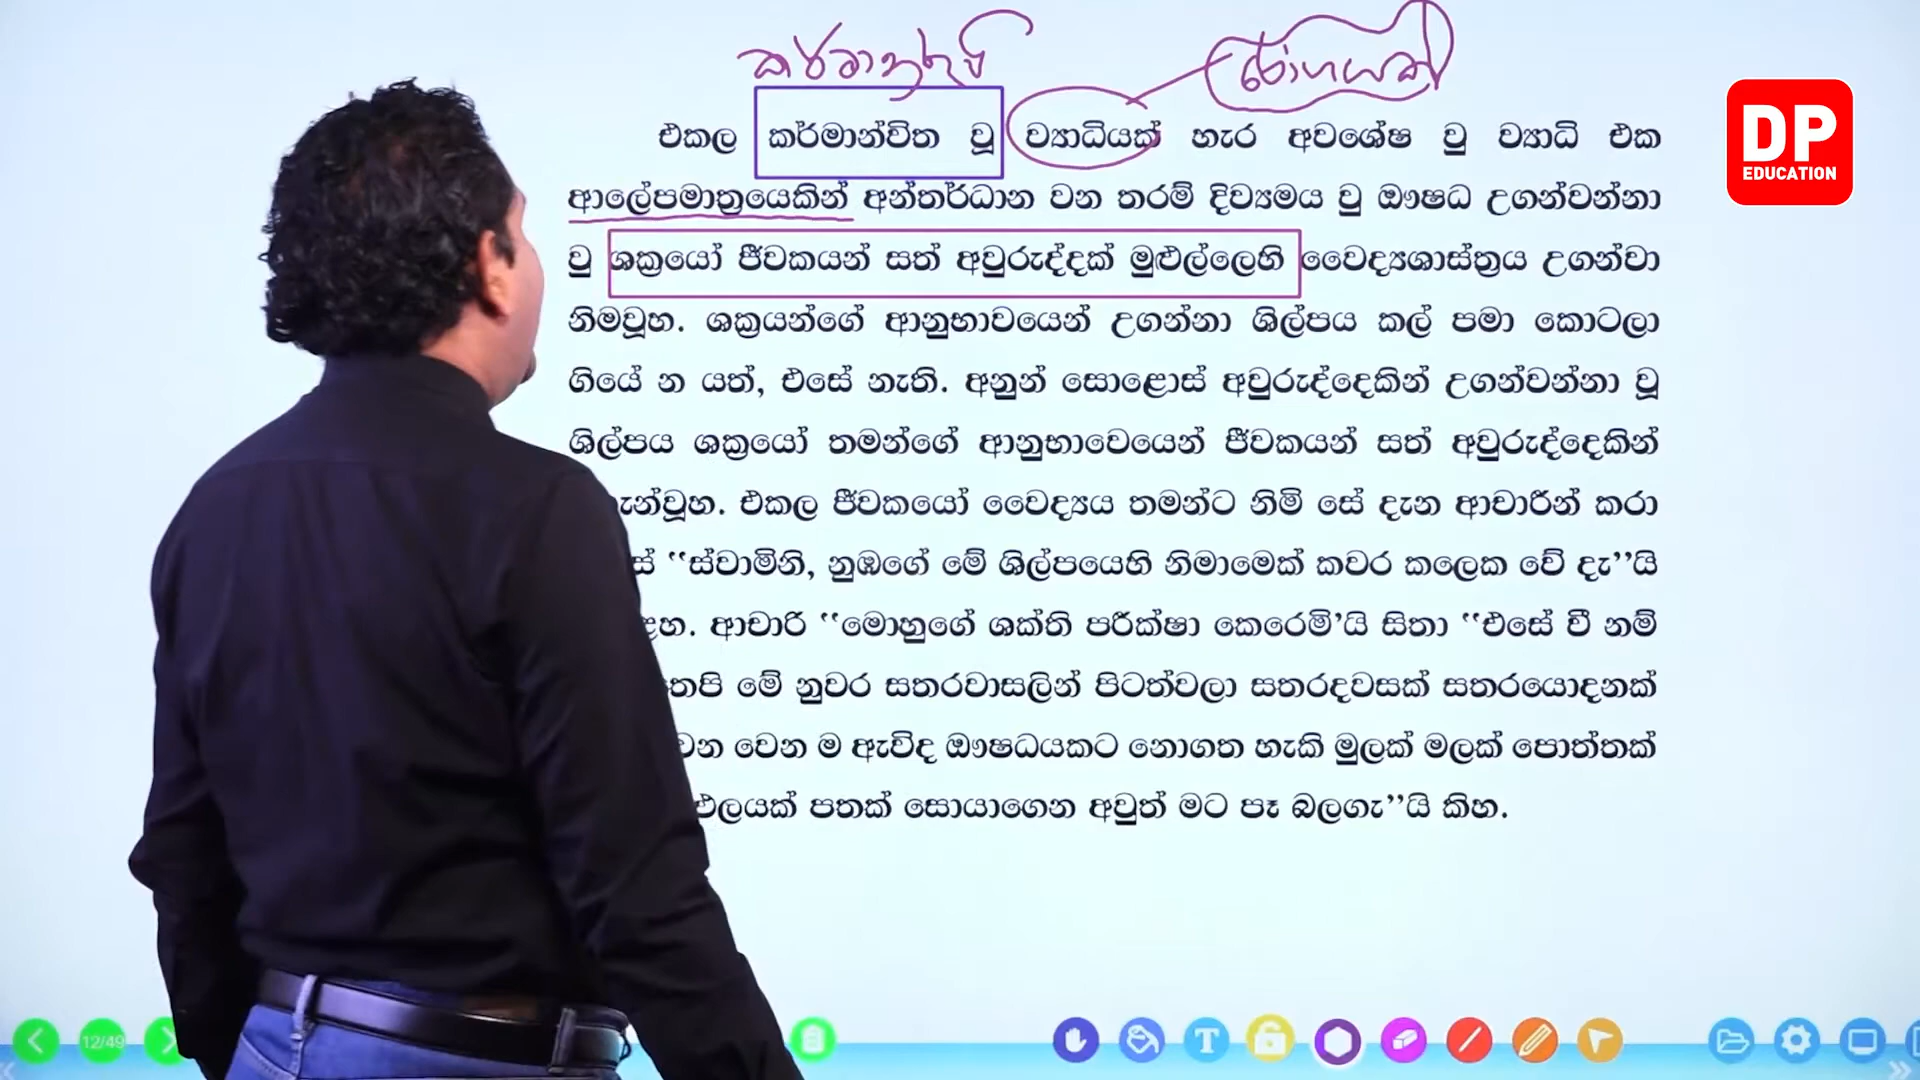 කර්මානුරූපී රෝගයක්
DP
EDUCATION
එකල කර්මාන්විත වූ ව්‍යාධියක් හැර අවශේෂ වු ව්‍යාධි එක
ආලේපමාත්‍රයෙකින් අන්තර්ධාන වන තරම් දිව්‍යමය වු ඖෂධ උගන්වන්නා
වු ශක්‍රයෝ ජීවකයන් සත් අවුරුද්දක් මුළුල්ලෙහි වෛද්‍යශාස්ත්‍රය උගන්වා
නිමවූහ. ශක්‍රයන්ගේ ආනුභාවයෙන් උගන්නා ශිල්පය කල් පමා කොටලා
ගියේ න යත්, එසේ නැති. අනුන් සොළොස් අවුරුද්දෙකින් උගන්වන්නා වූ
ශිල්පය ශක්‍රයෝ තමන්ගේ ආනුභාවෙයෙන් ජීවකයන් සත් අවුරුද්දෙකින්
එකල ජීවකයෝ වෛද්‍යය තමන්ට නිමි සේ දැන ආචාරීන් කරා
‘‘ස්වාමිනි, නුඹගේ මේ ශිල්පයෙහි නිමාමෙක් කවර කලෙක වේ දැ’’යි
ආචාරී ‘‘මොහුගේ ශක්ති පරීක්ෂා කෙරෙමි’යි සිතා ‘‘එසේ වී නම්
මේ නුවර සතරවාසලින් පිටත්වලා සතරදවසක් සතරයොදනක්
වෙන ම ඇවිද ඖෂධයකට නොගත හැකි මුලක් මලක් පොත්තක්
පතක් සොයාගෙන අවුත් මට පෑ බලගැ’’යි කිහ.
12/49